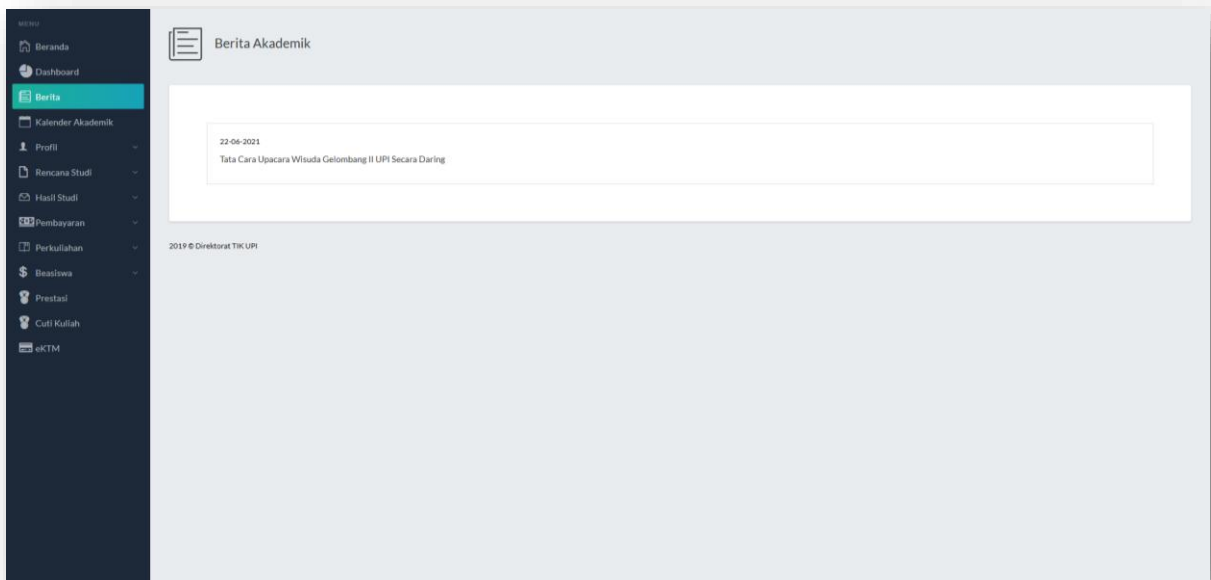 MENU
Beranda
Dashboard
Berita
Kalender Akademik
Profil
Rencana Studi
Hasil Studi
Pembayaran
Perkuliahan
Beasiswa
Prestasi
Cuti Kuliah
eKTM
Berita Akademik
22-06-2021
Tata Cara Upacara Wisuda Gelombang II UPI Secara Daring
2019 © Direktorat TIK UPI